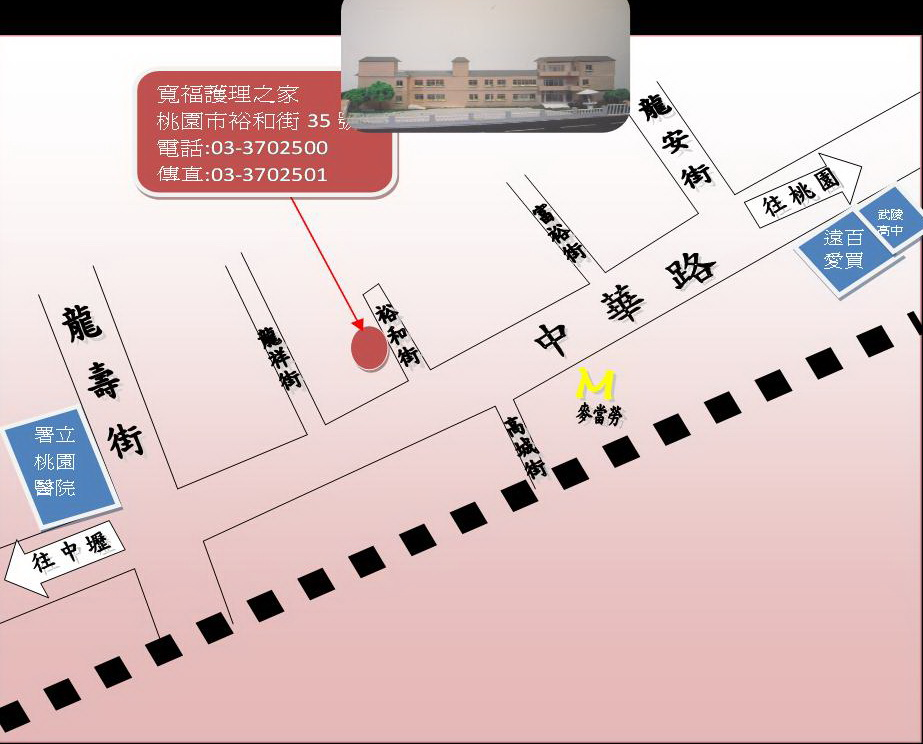 寬福護理之家
桃園市裕和街 35 號
電話:03-3702500
傳真:03-3702501
龍安街
往桃園
武陵
高中
遠百
愛買
富裕街
中華路
裕和街
龍祥街
龍壽街
M
麥當勞
高城街
署立
桃園
醫院
往中壢